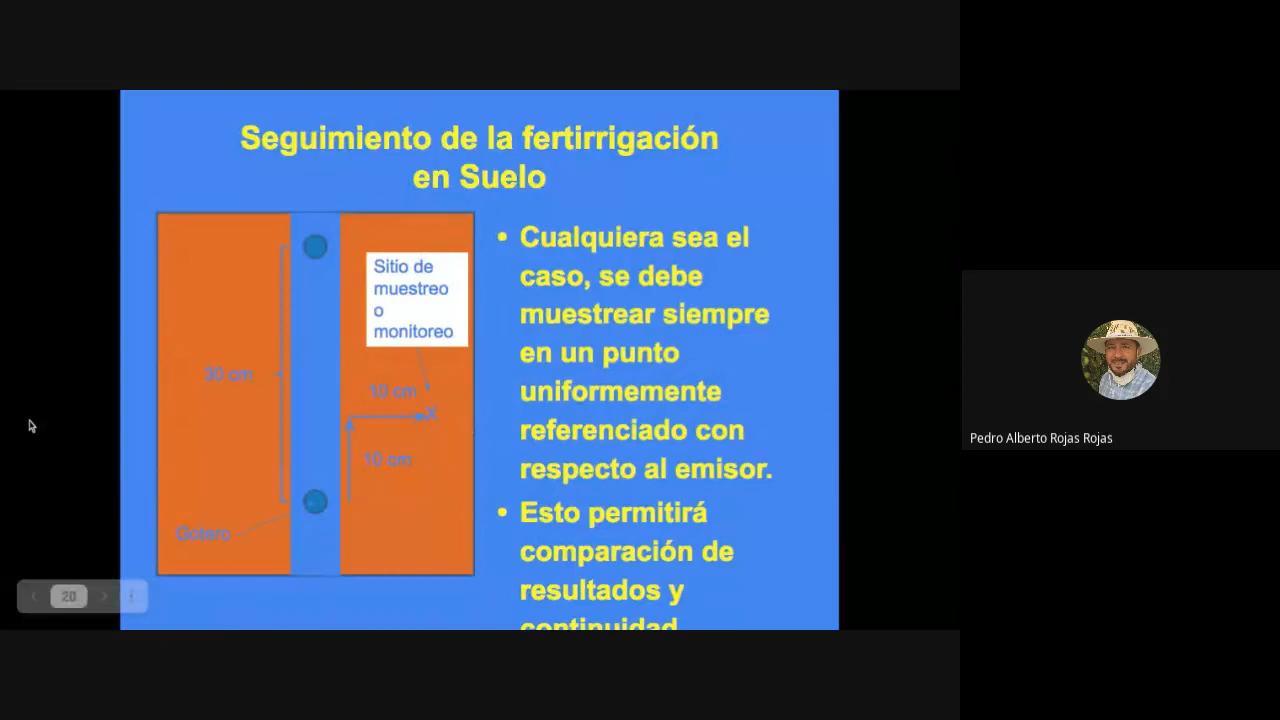 Seguimiento de la fertirrigación
en Suelo
Sitio de
muestreo
o
monitoreo
30 cm
10 cm
X
10 cm
Gotero
• Cualquiera sea el
caso, se debe
muestrear siempre
en un punto
uniformemente
referenciado con
respecto al emisor.
• Esto permitirá
comparación de
resultados y
continuidad
20
Pedro Alberto Rojas Rojas